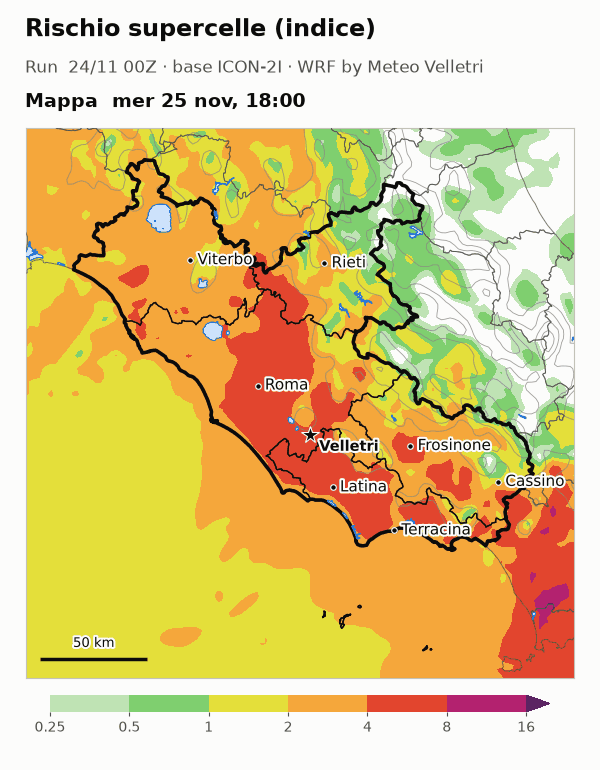 Rischio supercelle (indice)
Run  24/11 00Z · base ICON-2I · WRF by Meteo Velletri
Mappa  mer 25 nov, 18:00
Viterbo
Rieti
Roma
Velletri
Frosinone
Latina
Cassino
Terracina
50 km
0.25 0.5 1 2 4 8 16